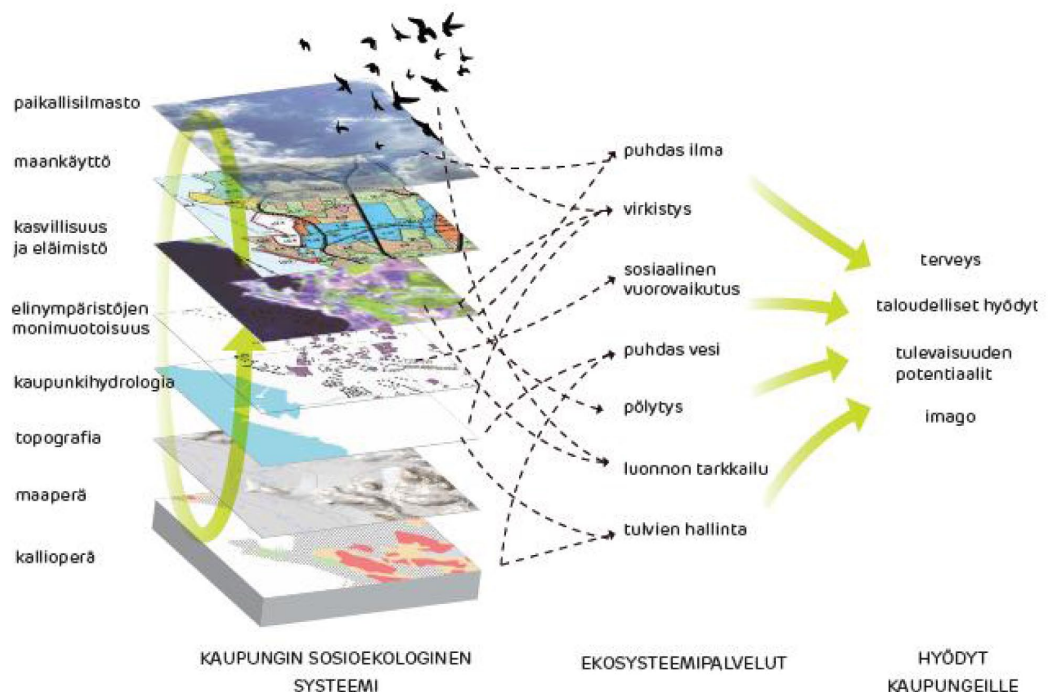 paikallisilmasto
maankäyttö
kasvillisuus
ja eläimistö
elinympäristöjen
monimuotoisuus
kaupunkihydrologia
topografia
maaperä
kallioperä
puhdas ilma
virkistys
sosiaalinen
vuorovaikutus
puhdas vesi
pölytys
luonnon tarkkailu
tulvien hallinta
terveys
taloudelliset hyödyt
tulevaisuuden
potentiaalit
imago
KAUPUNGIN SOSIOEKOLOGINEN
SYSTEEMI
EKOSYSTEEMIPALVELUT
HYÖDYT
KAUPUNGEILLE